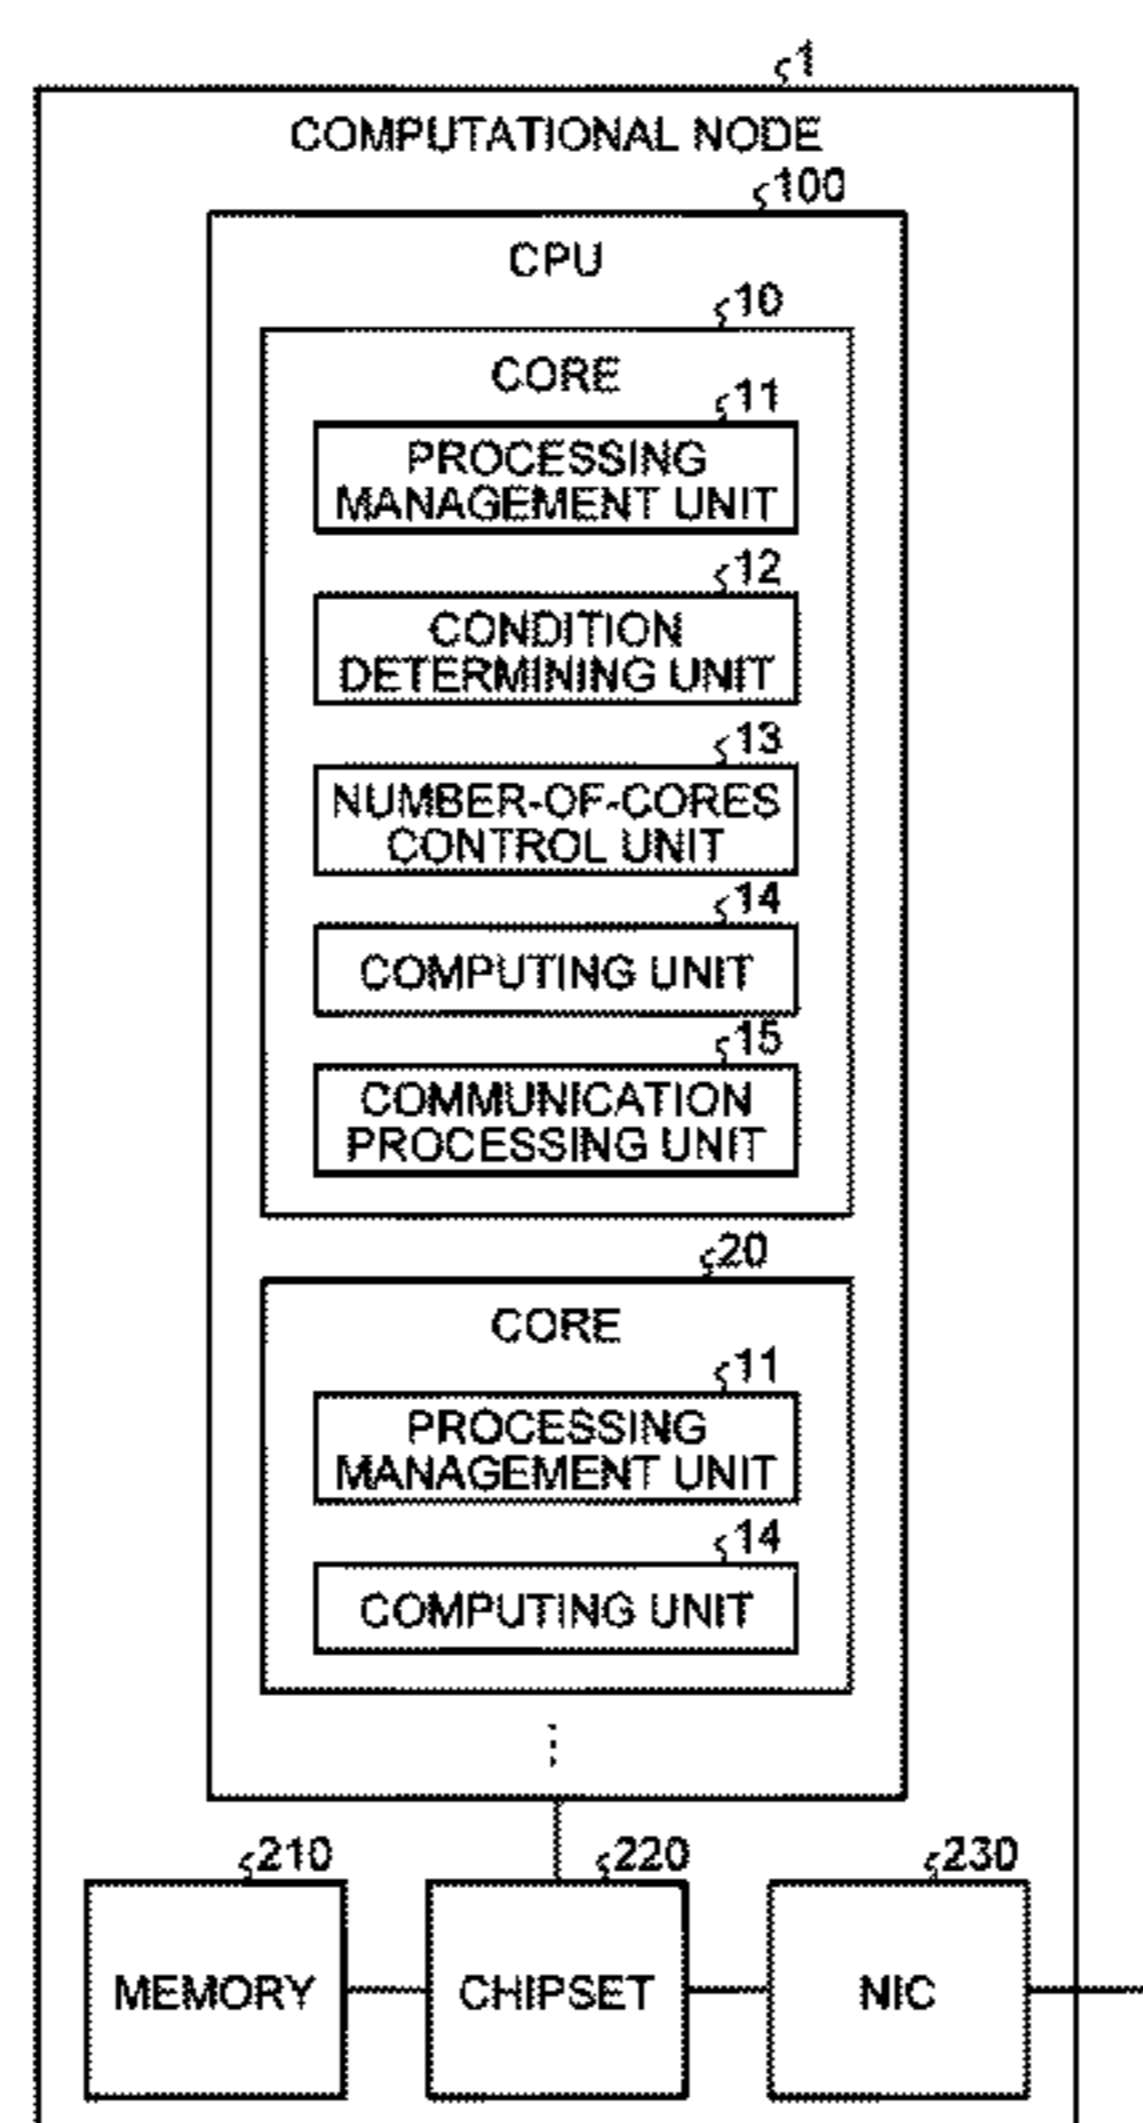 1
COMPUTATIONAL NODE
100
CPU
10
CORE
11
PROCESSING
MANAGEMENT UNIT
12
CONDITION
DETERMINING UNIT
13
NUMBER-OF-CORES
CONTROL UNIT
14
COMPUTING UNIT
15
COMMUNICATION
PROCESSING UNIT
20
CORE
11
PROCESSING
MANAGEMENT UNIT
14
COMPUTING UNIT
⋮
210 220 230
MEMORY CHIPSET NIC